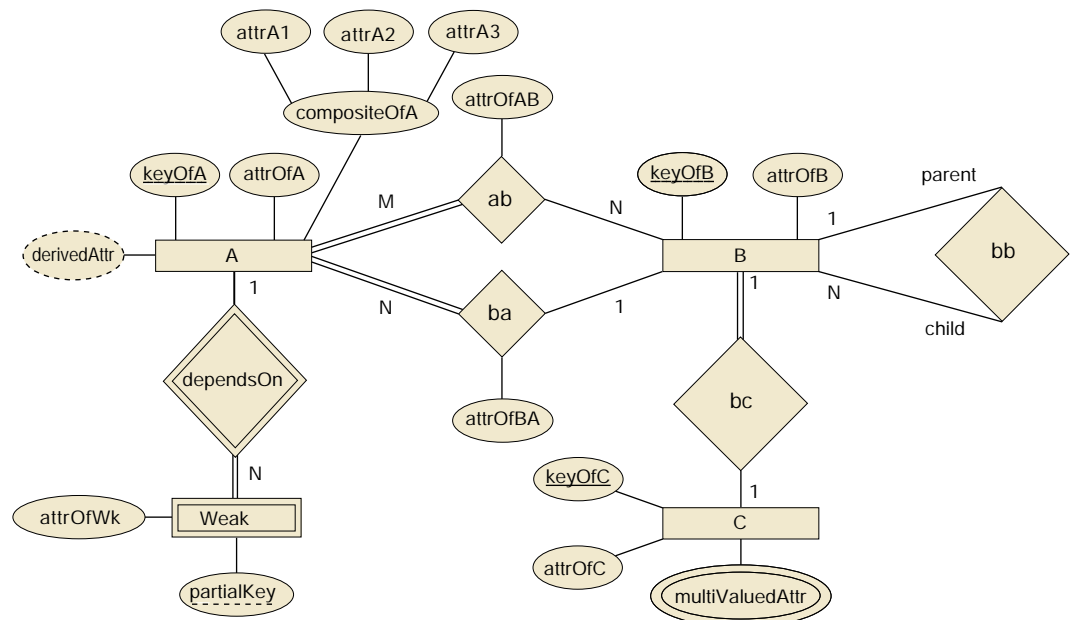 attrA1
attrA2
attrA3
compositeOfA
attrOfAB
keyOfA
attrOfA
keyOfB
attrOfB
parent
M
ab
N
1
bb
derivedAttr
A
B
1
N
ba
1
1
N
child
dependsOn
bc
attrOfBA
N
keyOfC
1
attrOfWk
Weak
C
attrOfC
partialKey
multiValuedAttr